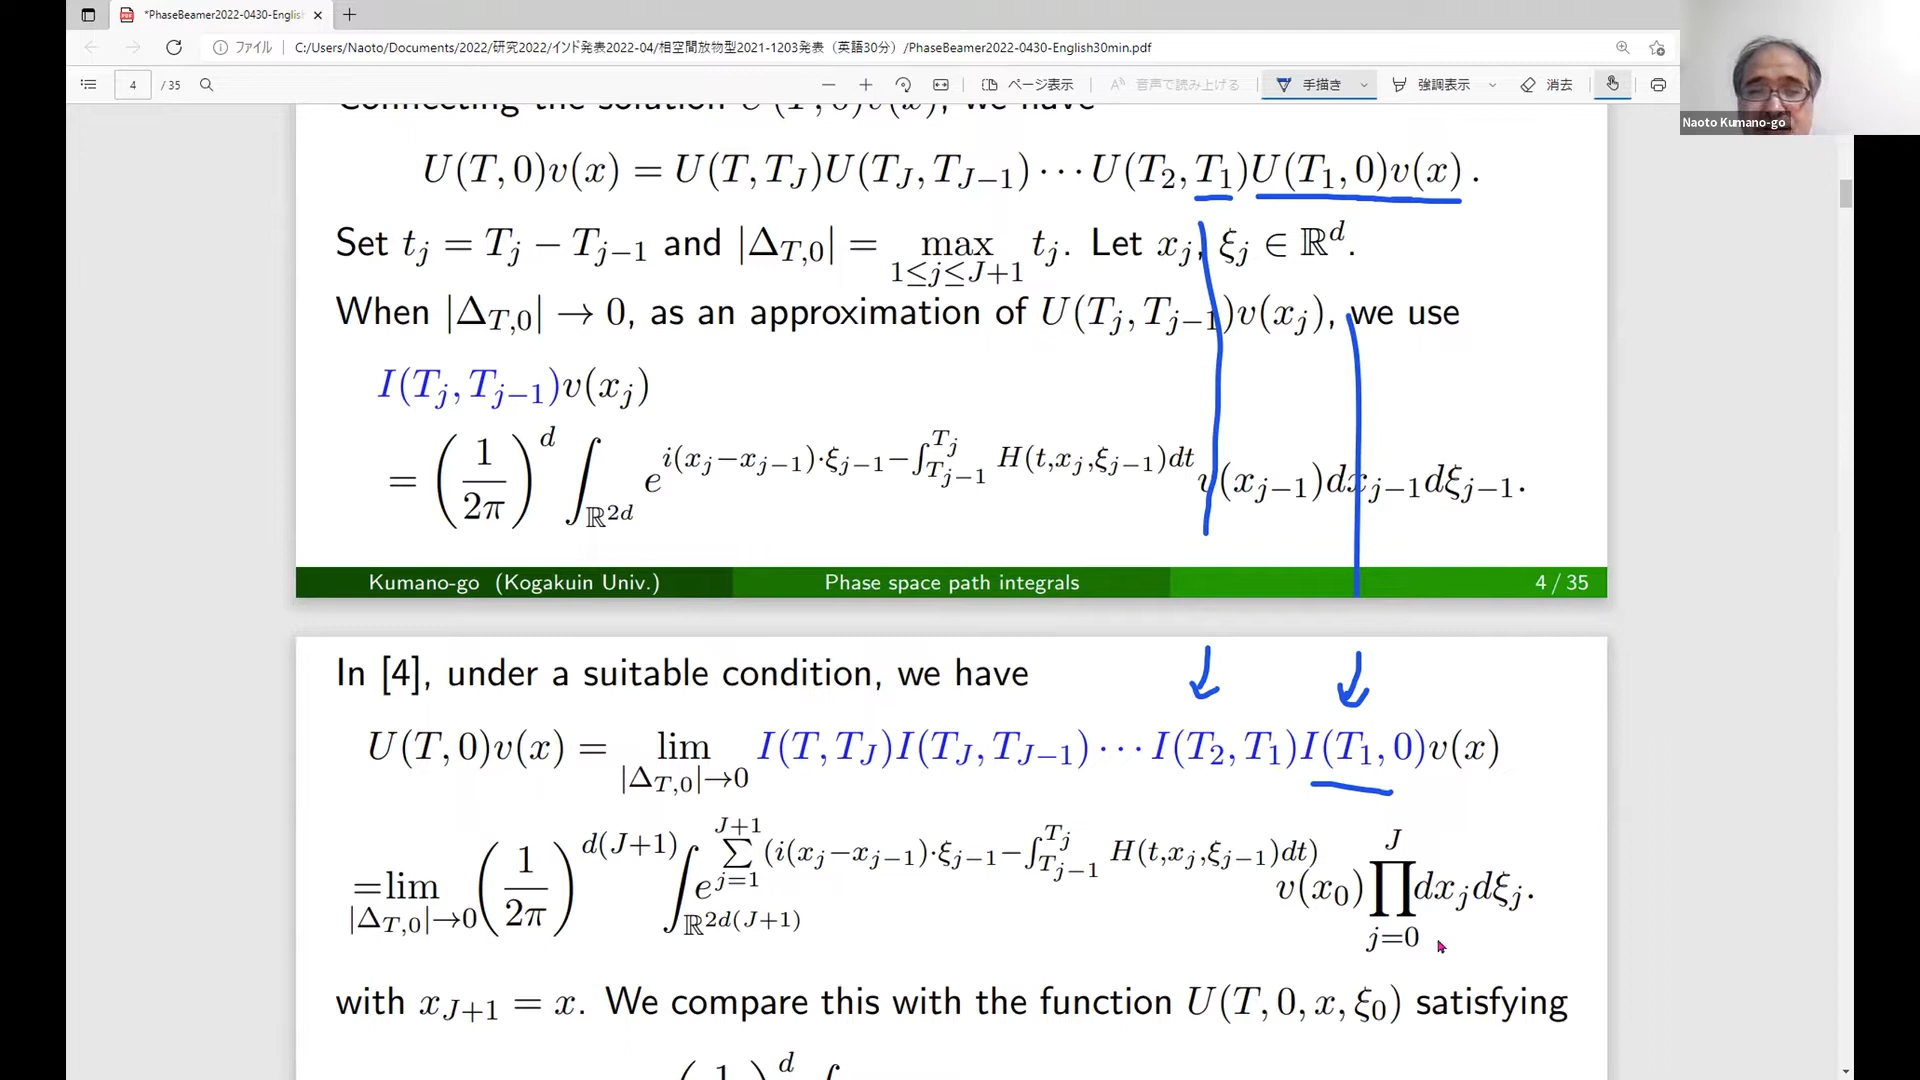 *PhaseBeamer2022-0430-English
ファイル C:/Users/Naoto/Documents/2022/研究2022/インド発表2022-04/相空間放物型2021-1203発表（英語30分）/PhaseBeamer2022-0430-English30min.pdf
4 / 35 ページ表示 音声で読み上げる 手描き 強調表示 消去
Naoto Kumano-go
Connecting the solution U(T, 0)v(x), we have
U(T, 0)v(x) = U(T, T_J)U(T_J, T_{J−1}) ⋯ U(T_2, T_1)U(T_1, 0)v(x) .
Set t_j = T_j − T_{j−1} and |Δ_{T,0}| = max_{1≤j≤J+1} t_j. Let x_j, ξ_j ∈ ℝ^d.
When |Δ_{T,0}| → 0, as an approximation of U(T_j, T_{j−1})v(x_j), we use
I(T_j, T_{j−1})v(x_j)
= (1/2π)^d ∫_{ℝ^{2d}} e^{i(x_j−x_{j−1})·ξ_{j−1}−∫_{T_{j−1}}^{T_j} H(t,x_j,ξ_{j−1})dt} v(x_{j−1})dx_{j−1}dξ_{j−1}.
Kumano-go (Kogakuin Univ.) Phase space path integrals 4 / 35
In [4], under a suitable condition, we have
U(T, 0)v(x) = lim_{|Δ_{T,0}|→0} I(T, T_J)I(T_J, T_{J−1}) ⋯ I(T_2, T_1)I(T_1, 0)v(x)
= lim_{|Δ_{T,0}|→0} (1/2π)^{d(J+1)} ∫_{ℝ^{2d(J+1)}} e^{∑_{j=1}^{J+1}(i(x_j−x_{j−1})·ξ_{j−1}−∫_{T_{j−1}}^{T_j} H(t,x_j,ξ_{j−1})dt)} v(x_0) ∏_{j=0}^{J} dx_j dξ_j.
with x_{J+1} = x. We compare this with the function U(T, 0, x, ξ_0) satisfying